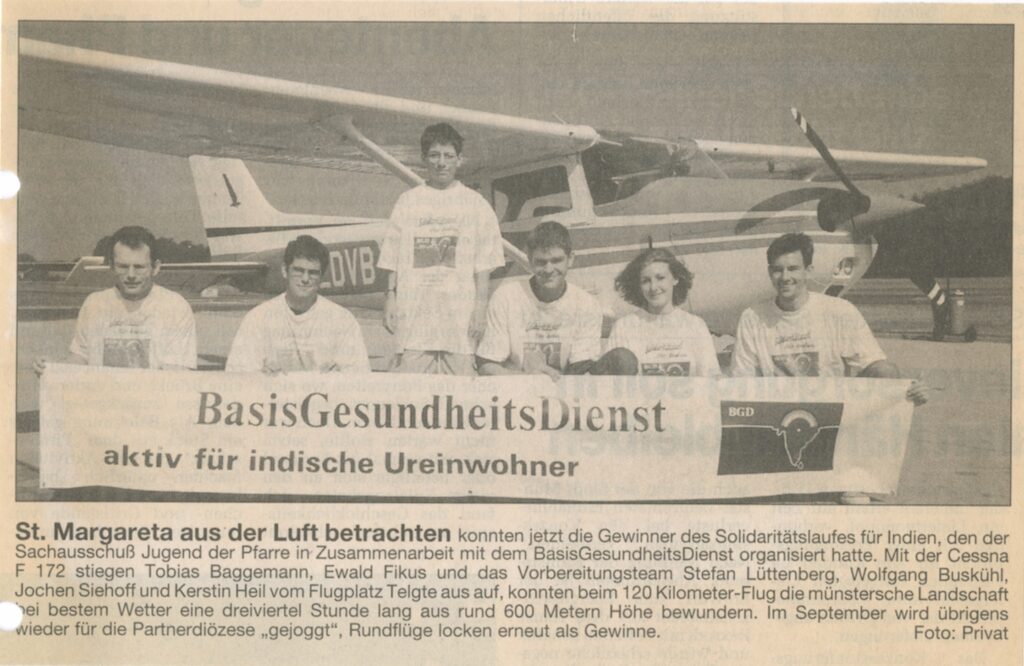 DVB
BGD
BasisGesundheitsDienst
BGD
aktiv für indische Ureinwohner
St. Margareta aus der Luft betrachten konnten jetzt die Gewinner des Solidaritätslaufes für Indien, den der
Sachausschuß Jugend der Pfarre in Zusammenarbeit mit dem BasisGesundheitsDienst organisiert hatte. Mit der Cessna
F 172 stiegen Tobias Baggemann, Ewald Fikus und das Vorbereitungsteam Stefan Lüttenberg, Wolfgang Buskühl,
Jochen Siehoff und Kerstin Heil vom Flugplatz Telgte aus auf, konnten beim 120 Kilometer-Flug die münstersche Landschaft
bei bestem Wetter eine dreiviertel Stunde lang aus rund 600 Metern Höhe bewundern. Im September wird übrigens
wieder für die Partnerdiözese „gejoggt“, Rundflüge locken erneut als Gewinne. Foto: Privat